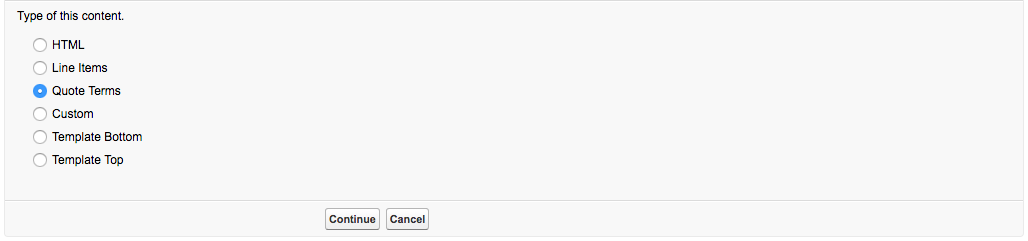 Type of this content.
HTML
Line Items
Quote Terms
Custom
Template Bottom
Template Top
Continue Cancel